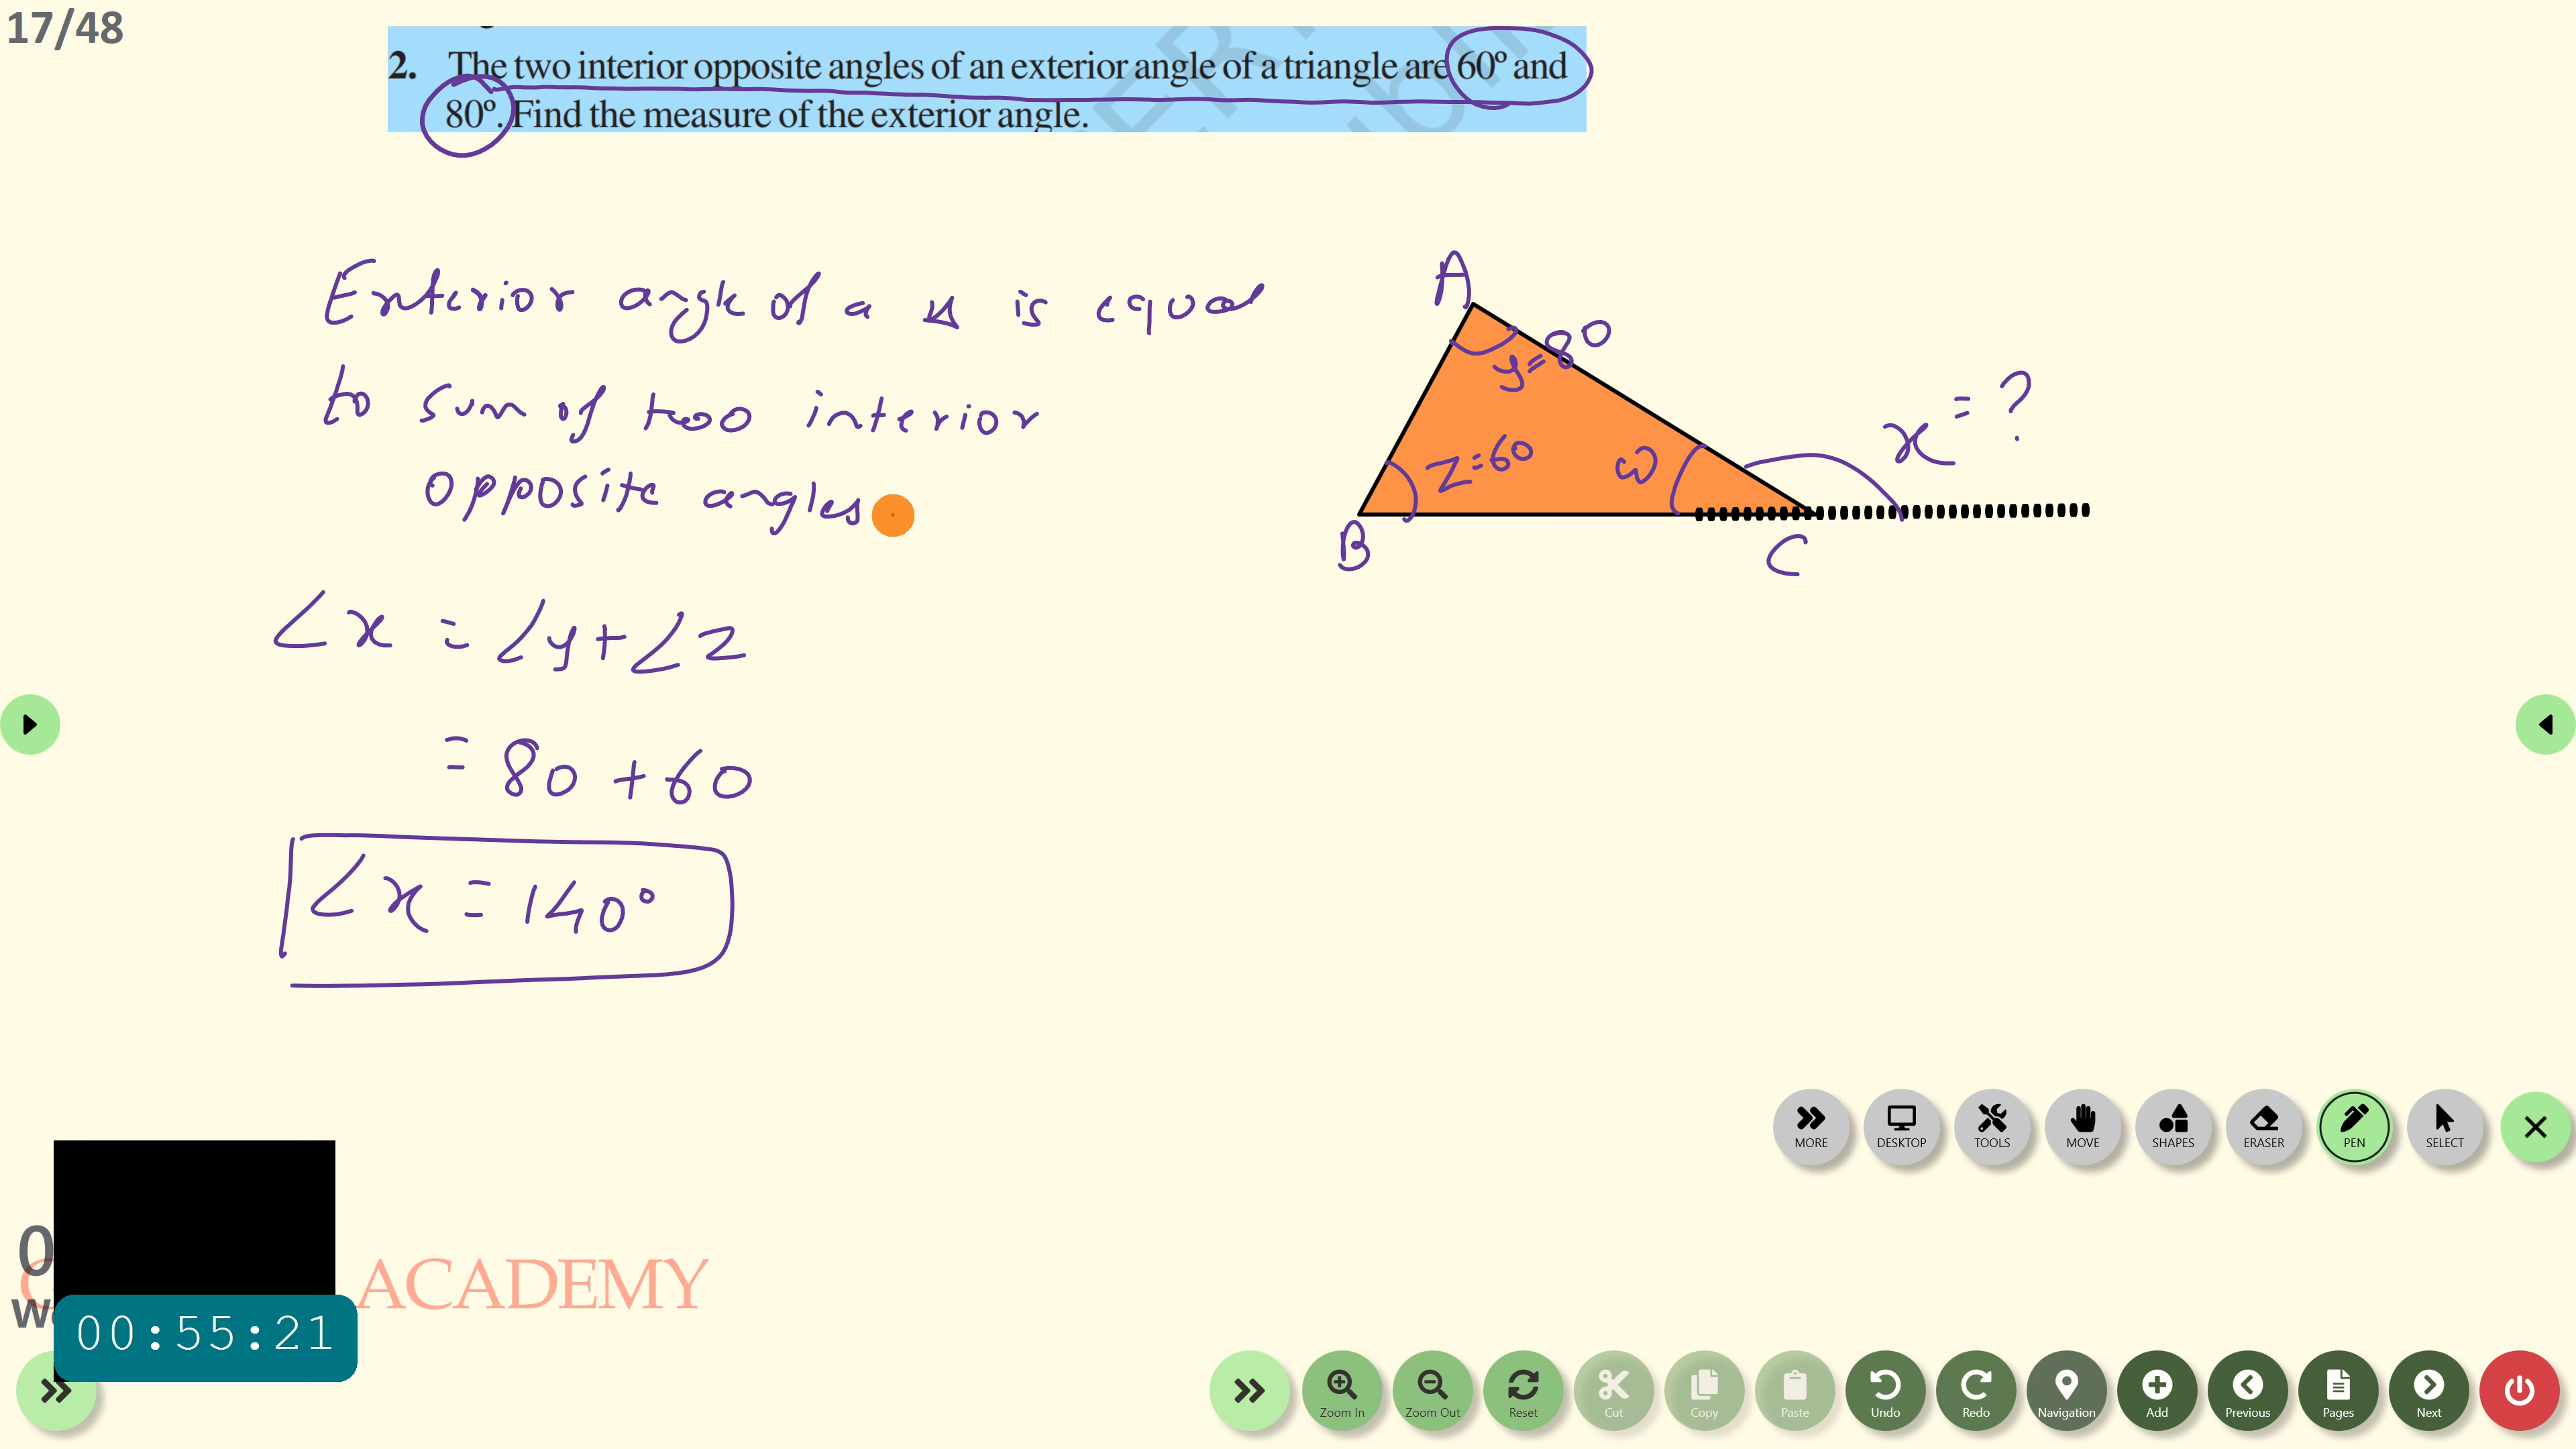 17/48
2. The two interior opposite angles of an exterior angle of a triangle are 60º and
80º. Find the measure of the exterior angle.
Exterior angle of a is equal
to sum of two interior
opposite angles
∠x = ∠y+∠z
= 80 + 60
∠x = 140°
A
y=80
z=60
ω
x = ?
B
C
MORE
DESKTOP
TOOLS
MOVE
SHAPES
ERASER
PEN
SELECT
ACADEMY
00:55:21
Zoom In
Zoom Out
Reset
Cut
Copy
Paste
Undo
Redo
Navigation
Add
Previous
Pages
Next